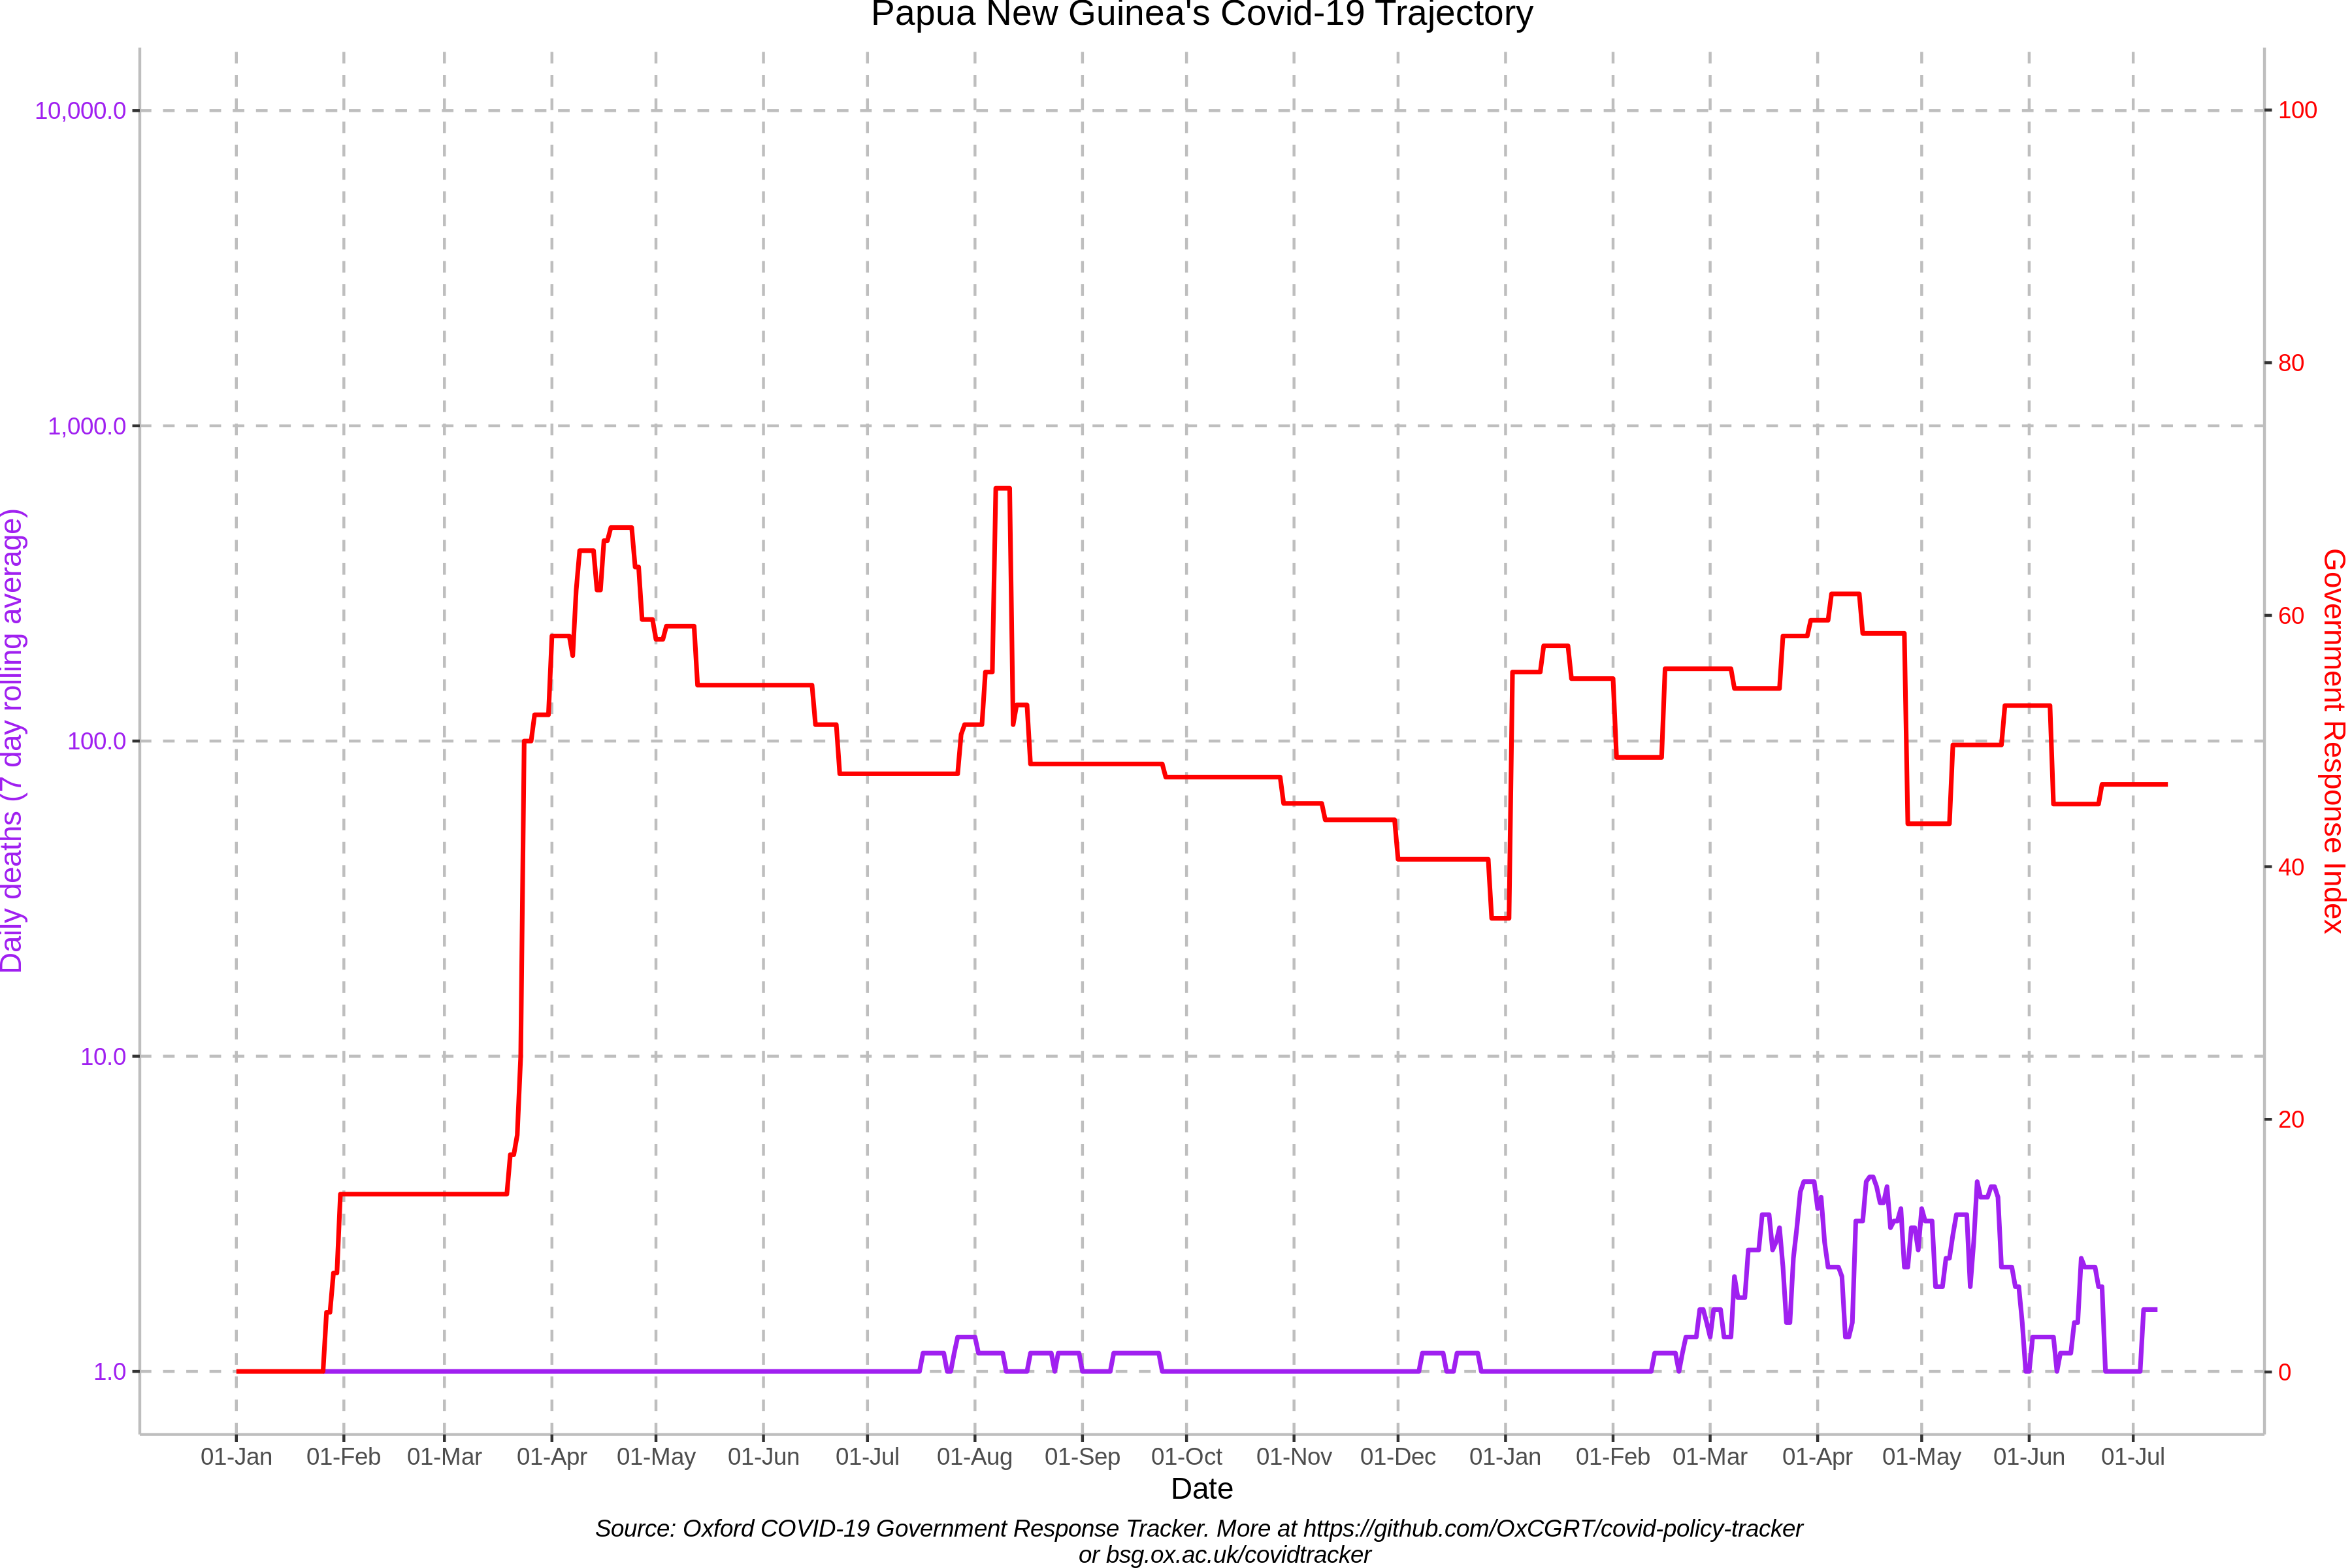 Papua New Guinea's Covid-19 Trajectory
10,000.0
1,000.0
100.0
10.0
1.0
Daily deaths (7 day rolling average)
100
80
60
40
20
0
Government Response Index
01-Jan 01-Feb 01-Mar 01-Apr 01-May 01-Jun 01-Jul 01-Aug 01-Sep 01-Oct 01-Nov 01-Dec 01-Jan 01-Feb 01-Mar 01-Apr 01-May 01-Jun 01-Jul
Date
Source: Oxford COVID-19 Government Response Tracker. More at https://github.com/OxCGRT/covid-policy-tracker
or bsg.ox.ac.uk/covidtracker